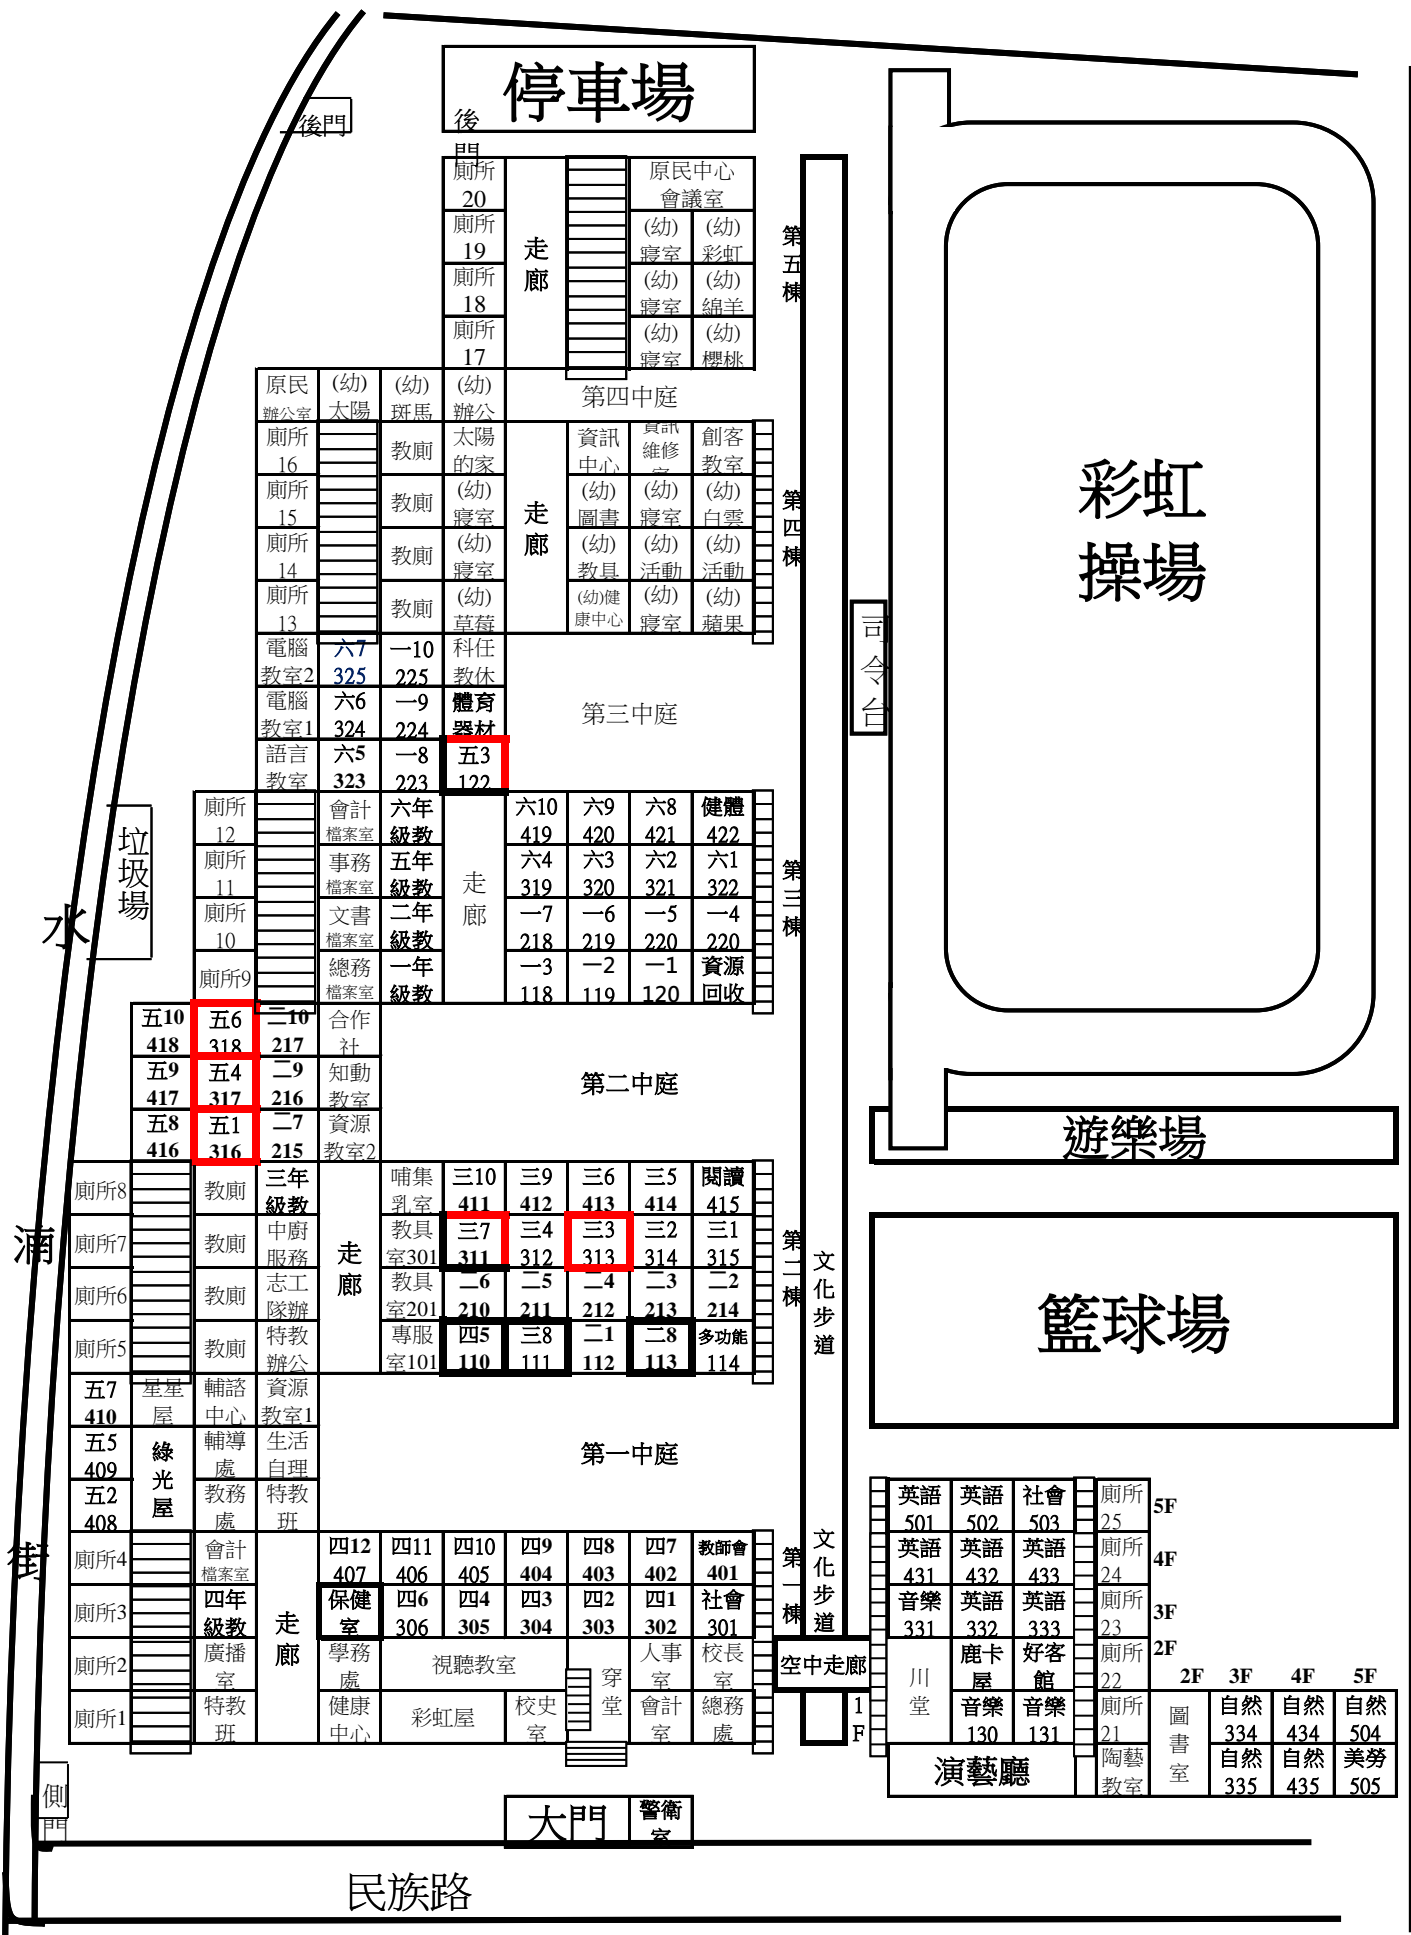 停車場
後門
後
門
廁所 原民中心
20 會議室
廁所 (幼) (幼)
19 寢室 彩虹
廁所 (幼) (幼)
18 寢室 綿羊
廁所 (幼) (幼)
17 寢室 櫻桃
走
廊
第
五
棟
原民 (幼) (幼) (幼) 第四中庭
辦公室 太陽 斑馬 辦公
廁所 教廁 太陽 資訊 資訊 創客
16 的家 中心 維修 教室
廁所 教廁 (幼) (幼) (幼) (幼)
15 寢室 圖書 寢室 白雲
廁所 教廁 (幼) (幼) (幼) (幼)
14 寢室 教具 活動 活動
廁所 教廁 (幼) (幼)健 (幼) (幼)
13 草莓 康中心 寢室 蘋果
走
廊
第
四
棟
彩虹
操場
司
令
台
電腦 六7 一10 科任
教室2 325 225 教休
電腦 六6 一9 體育 第三中庭
教室1 324 224 器材
語言 六5 一8 五3
教室 323 223 122
廁所 會計 六年 六10 六9 六8 健體
12 檔案室 級教 419 420 421 422
廁所 事務 五年 六4 六3 六2 六1
11 檔案室 級教 319 320 321 322
廁所 文書 二年 一7 一6 一5 一4
10 檔案室 級教 218 219 220 220
廁所9 總務 一年 一3 一2 一1 資源
檔案室 級教 118 119 120 回收
走
廊
第
三
棟
垃
圾
場
水
五10 五6 二10 合作
418 318 217 社
五9 五4 二9 知動 第二中庭
417 317 216 教室
五8 五1 二7 資源
416 316 215 教室2
遊樂場
廁所8 教廁 三年 哺集 三10 三9 三6 三5 閱讀
級教 乳室 411 412 413 414 415
廁所7 教廁 中廚 教具 三7 三4 三3 三2 三1
服務 室301 311 312 313 314 315
廁所6 教廁 志工 教具 二6 二5 二4 二3 二2
隊辦 室201 210 211 212 213 214
廁所5 教廁 特教 專服 四5 三8 二1 二8 多功能
辦公 室101 110 111 112 113 114
走
廊
第
二
棟
湳
文
化
步
道
籃球場
五7 星星 輔諮 資源
410 屋 中心 教室1
五5 輔導 生活 第一中庭
409 處 自理
五2 教務 特教
408 處 班
綠
光
屋
廁所4 會計 四12 四11 四10 四9 四8 四7 教師會
檔案室 407 406 405 404 403 402 401
廁所3 四年 保健 四6 四4 四3 四2 四1 社會
級教 室 306 305 304 303 302 301
廁所2 廣播 學務 視聽教室 人事 校長
室 處 室 室
廁所1 特教 健康 彩虹屋 校史 會計 總務
班 中心 室 室 處
走
廊
穿
堂
第
一
棟
街
文
化
步
道
空中走廊
1
F
英語 英語 社會 廁所 5F
501 502 503 25
英語 英語 英語 廁所 4F
431 432 433 24
音樂 英語 英語 廁所 3F
331 332 333 23
川
堂
鹿卡 好客 廁所 2F
屋 館 22
2F 3F 4F 5F
音樂 音樂 廁所 自然 自然 自然
130 131 21 334 434 504
演藝廳 陶藝 自然 自然 美勞
教室 335 435 505
圖
書
室
側
門
大門 警衛
室
民族路